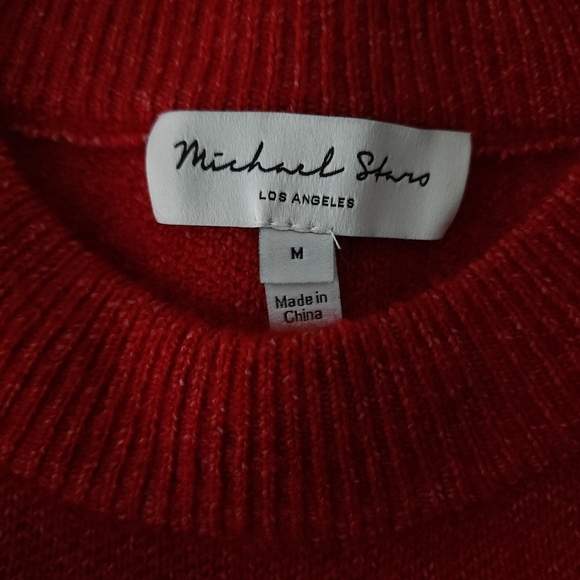 Michael Stars
LOS ANGELES
M
Made in
China